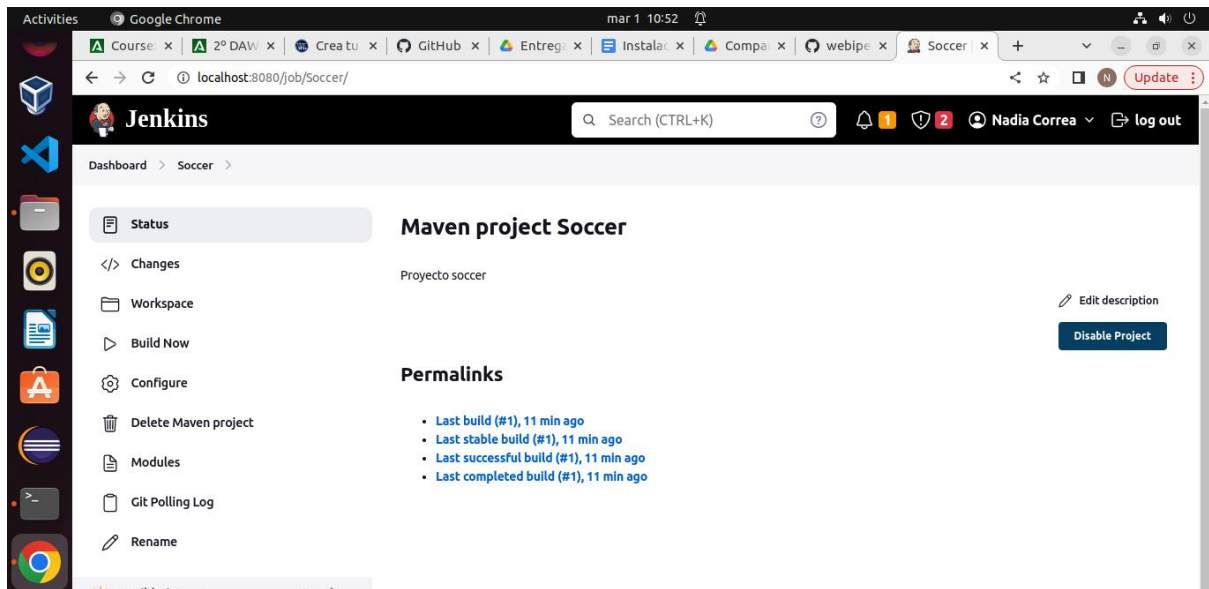 Activities Google Chrome mar 1 10:52
Course: 2º DAW Crea tu GitHub Entrega Instalac Compar webipe Soccer
localhost:8080/job/Soccer/ N Update
Jenkins Search (CTRL+K) 1 2 Nadia Correa log out
Dashboard Soccer
Status
Changes
Workspace
Build Now
Configure
Delete Maven project
Modules
Git Polling Log
Rename
Maven project Soccer
Proyecto soccer
Edit description
Disable Project
Permalinks
Last build (#1), 11 min ago
Last stable build (#1), 11 min ago
Last successful build (#1), 11 min ago
Last completed build (#1), 11 min ago